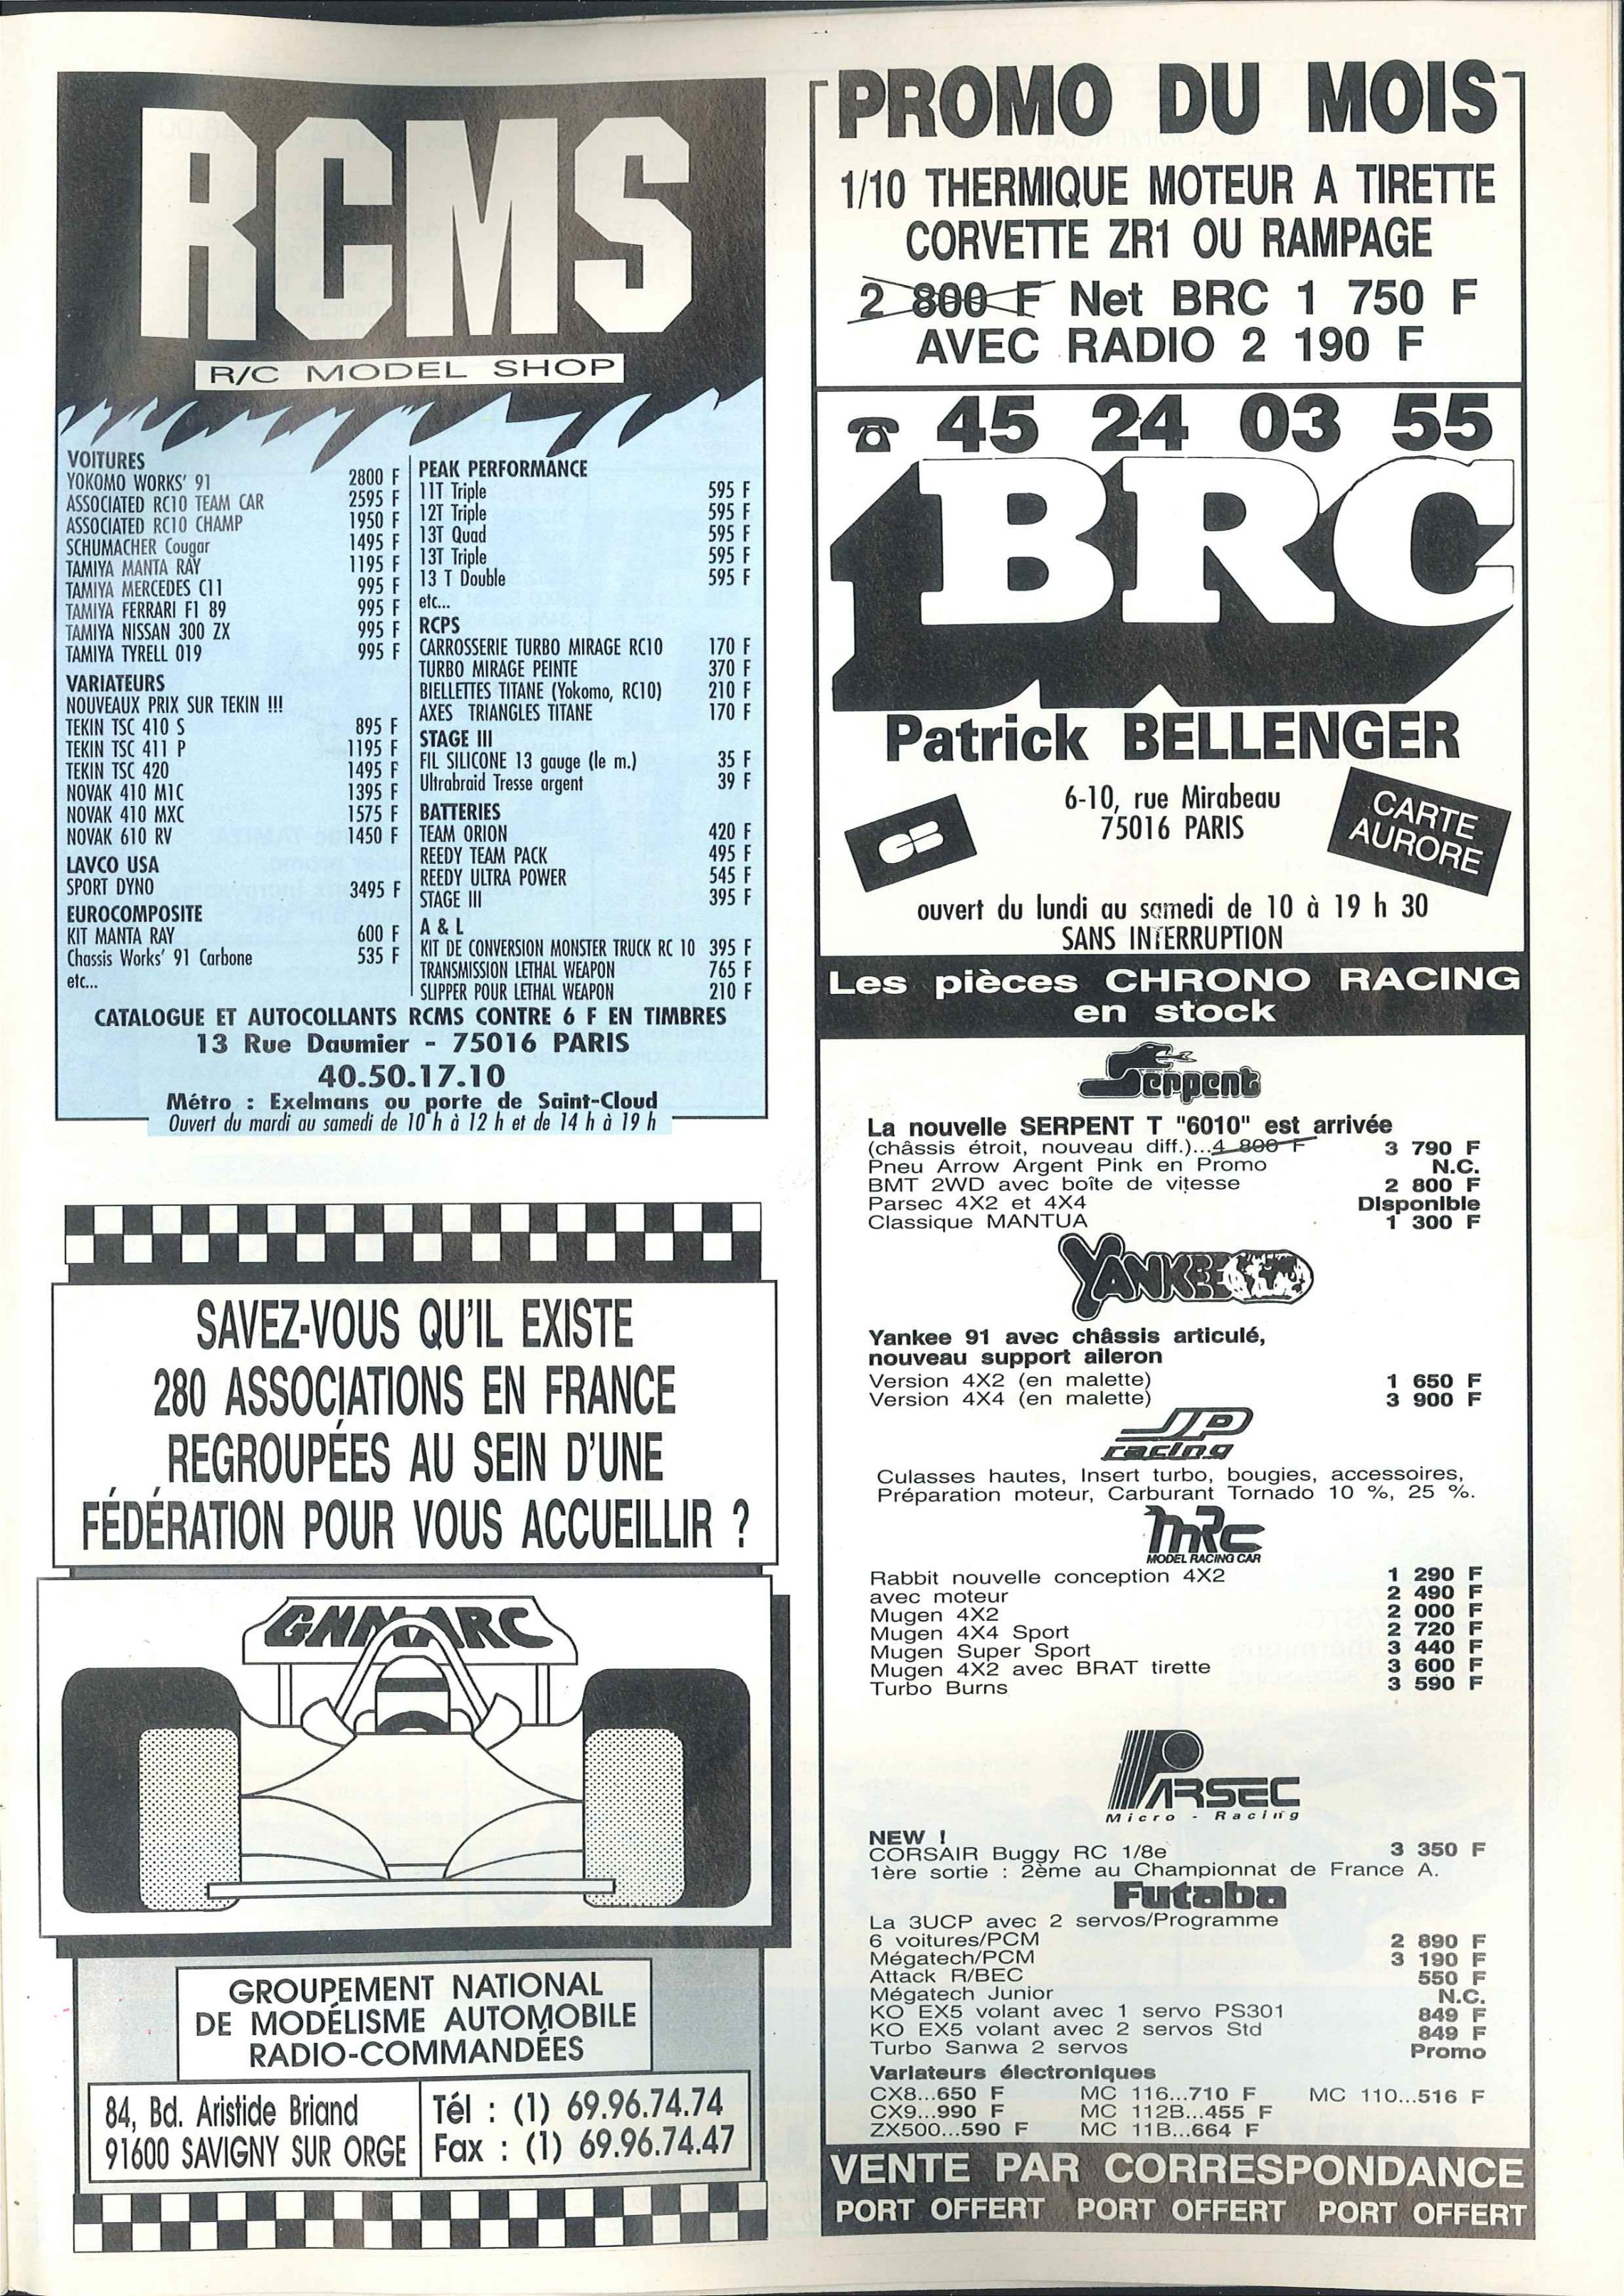 RCMS
R/C MODEL SHOP
VOITURES
YOKOMO WORKS' 91 2800 F
ASSOCIATED RC10 TEAM CAR 2595 F
ASSOCIATED RC10 CHAMP 1950 F
SCHUMACHER Cougar 1495 F
TAMIYA MANTA RAY 1195 F
TAMIYA MERCEDES C11 995 F
TAMIYA FERRARI F1 89 995 F
TAMIYA NISSAN 300 ZX 995 F
TAMIYA TYRELL 019 995 F
VARIATEURS
NOUVEAUX PRIX SUR TEKIN !!!
TEKIN TSC 410 S 895 F
TEKIN TSC 411 P 1195 F
TEKIN TSC 420 1495 F
NOVAK 410 M1C 1395 F
NOVAK 410 MXC 1575 F
NOVAK 610 RV 1450 F
LAVCO USA
SPORT DYNO 3495 F
EUROCOMPOSITE
KIT MANTA RAY 600 F
Chassis Works' 91 Carbone 535 F
etc...
PEAK PERFORMANCE
11T Triple 595 F
12T Triple 595 F
13T Quad 595 F
13T Triple 595 F
13 T Double 595 F
etc...
RCPS
CARROSSERIE TURBO MIRAGE RC10 170 F
TURBO MIRAGE PEINTE 370 F
BIELLETTES TITANE (Yokomo, RC10) 210 F
AXES TRIANGLES TITANE 170 F
STAGE III
FIL SILICONE 13 gauge (le m.) 35 F
Ultrabraid Tresse argent 39 F
BATTERIES
TEAM ORION 420 F
REEDY TEAM PACK 495 F
REEDY ULTRA POWER 545 F
STAGE III 395 F
A & L
KIT DE CONVERSION MONSTER TRUCK RC 10 395 F
TRANSMISSION LETHAL WEAPON 765 F
SLIPPER POUR LETHAL WEAPON 210 F
CATALOGUE ET AUTOCOLLANTS RCMS CONTRE 6 F EN TIMBRES
13 Rue Daumier - 75016 PARIS
40.50.17.10
Métro : Exelmans ou porte de Saint-Cloud
Ouvert du mardi au samedi de 10 h à 12 h et de 14 h à 19 h
SAVEZ-VOUS QU'IL EXISTE
280 ASSOCIATIONS EN FRANCE
REGROUPÉES AU SEIN D'UNE
FÉDÉRATION POUR VOUS ACCUEILLIR ?
GNMARC
GROUPEMENT NATIONAL
DE MODÉLISME AUTOMOBILE
RADIO-COMMANDÉES
84, Bd. Aristide Briand
91600 SAVIGNY SUR ORGE
Tél : (1) 69.96.74.74
Fax : (1) 69.96.74.47
PROMO DU MOIS
1/10 THERMIQUE MOTEUR A TIRETTE
CORVETTE ZR1 OU RAMPAGE
2 800 F Net BRC 1 750 F
AVEC RADIO 2 190 F
☎ 45 24 03 55
BRC
Patrick BELLENGER
6-10, rue Mirabeau
75016 PARIS
CB
CARTE
AURORE
ouvert du lundi au samedi de 10 à 19 h 30
SANS INTERRUPTION
Les pièces CHRONO RACING
en stock
Serpent
La nouvelle SERPENT T "6010" est arrivée
(châssis étroit, nouveau diff.)...4 800 F 3 790 F
Pneu Arrow Argent Pink en Promo N.C.
BMT 2WD avec boîte de vitesse 2 800 F
Parsec 4X2 et 4X4 Disponible
Classique MANTUA 1 300 F
YANKEE
Yankee 91 avec châssis articulé,
nouveau support aileron
Version 4X2 (en malette) 1 650 F
Version 4X4 (en malette) 3 900 F
JP
racing
Culasses hautes, Insert turbo, bougies, accessoires,
Préparation moteur, Carburant Tornado 10 %, 25 %.
MRC
MODEL RACING CAR
Rabbit nouvelle conception 4X2 1 290 F
avec moteur 2 490 F
Mugen 4X2 2 000 F
Mugen 4X4 Sport 2 720 F
Mugen Super Sport 3 440 F
Mugen 4X2 avec BRAT tirette 3 600 F
Turbo Burns 3 590 F
PARSEC
Micro - Racing
NEW !
CORSAIR Buggy RC 1/8e 3 350 F
1ère sortie : 2ème au Championnat de France A.
Futaba
La 3UCP avec 2 servos/Programme
6 voitures/PCM 2 890 F
Mégatech/PCM 3 190 F
Attack R/BEC 550 F
Mégatech Junior N.C.
KO EX5 volant avec 1 servo PS301 849 F
KO EX5 volant avec 2 servos Std 849 F
Turbo Sanwa 2 servos Promo
Variateurs électroniques
CX8...650 F MC 116...710 F MC 110...516 F
CX9...990 F MC 112B...455 F
ZX500...590 F MC 11B...664 F
VENTE PAR CORRESPONDANCE
PORT OFFERT PORT OFFERT PORT OFFERT